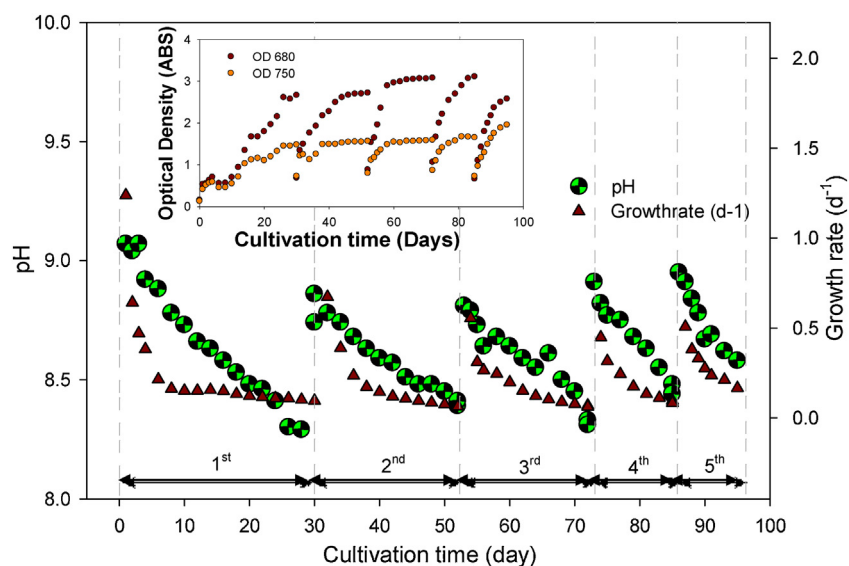 10.0
9.5
9.0
8.5
8.0
pH
2.0
1.5
1.0
0.5
0.0
Growth rate (d-1)
Optical Density (ABS)
4
3
2
1
0
OD 680
OD 750
0 20 40 60 80 100
Cultivation time (Days)
pH
Growthrate (d-1)
1st
2nd
3rd
4th
5th
0 10 20 30 40 50 60 70 80 90 100
Cultivation time (day)